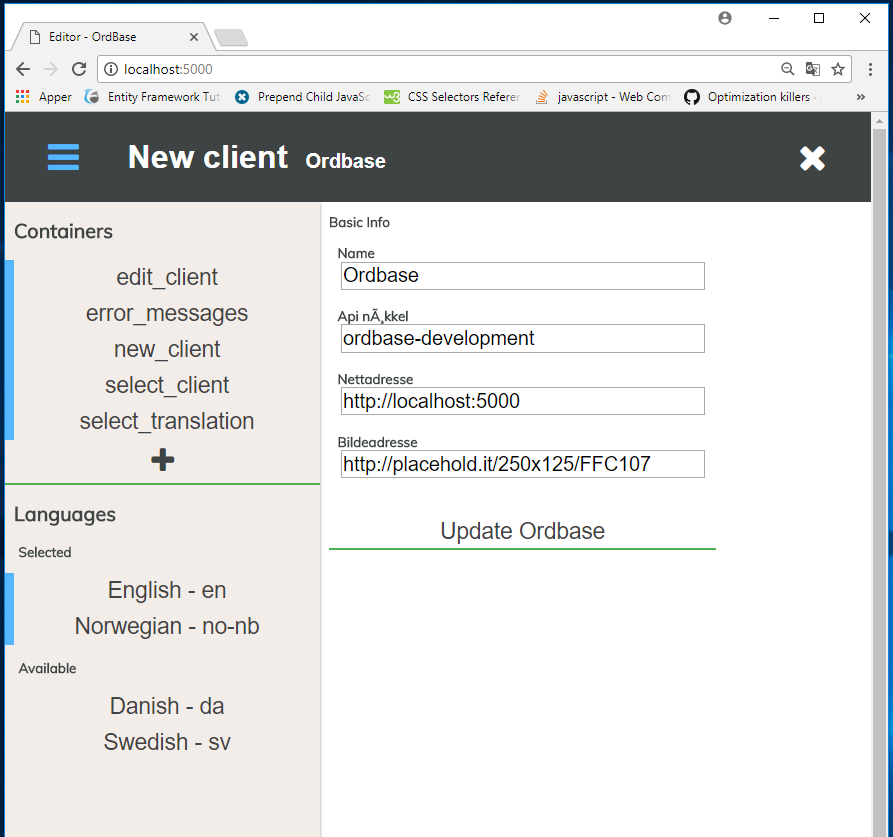 Editor - OrdBase
localhost:5000
Apper Entity Framework Tut Prepend Child JavaSc CSS Selectors Referen javascript - Web Com Optimization killers · »
New client Ordbase
Containers
edit_client
error_messages
new_client
select_client
select_translation
Languages
Selected
English - en
Norwegian - no-nb
Available
Danish - da
Swedish - sv
Basic Info
Name
Ordbase
Api nÃ¸kkel
ordbase-development
Nettadresse
http://localhost:5000
Bildeadresse
http://placehold.it/250x125/FFC107
Update Ordbase